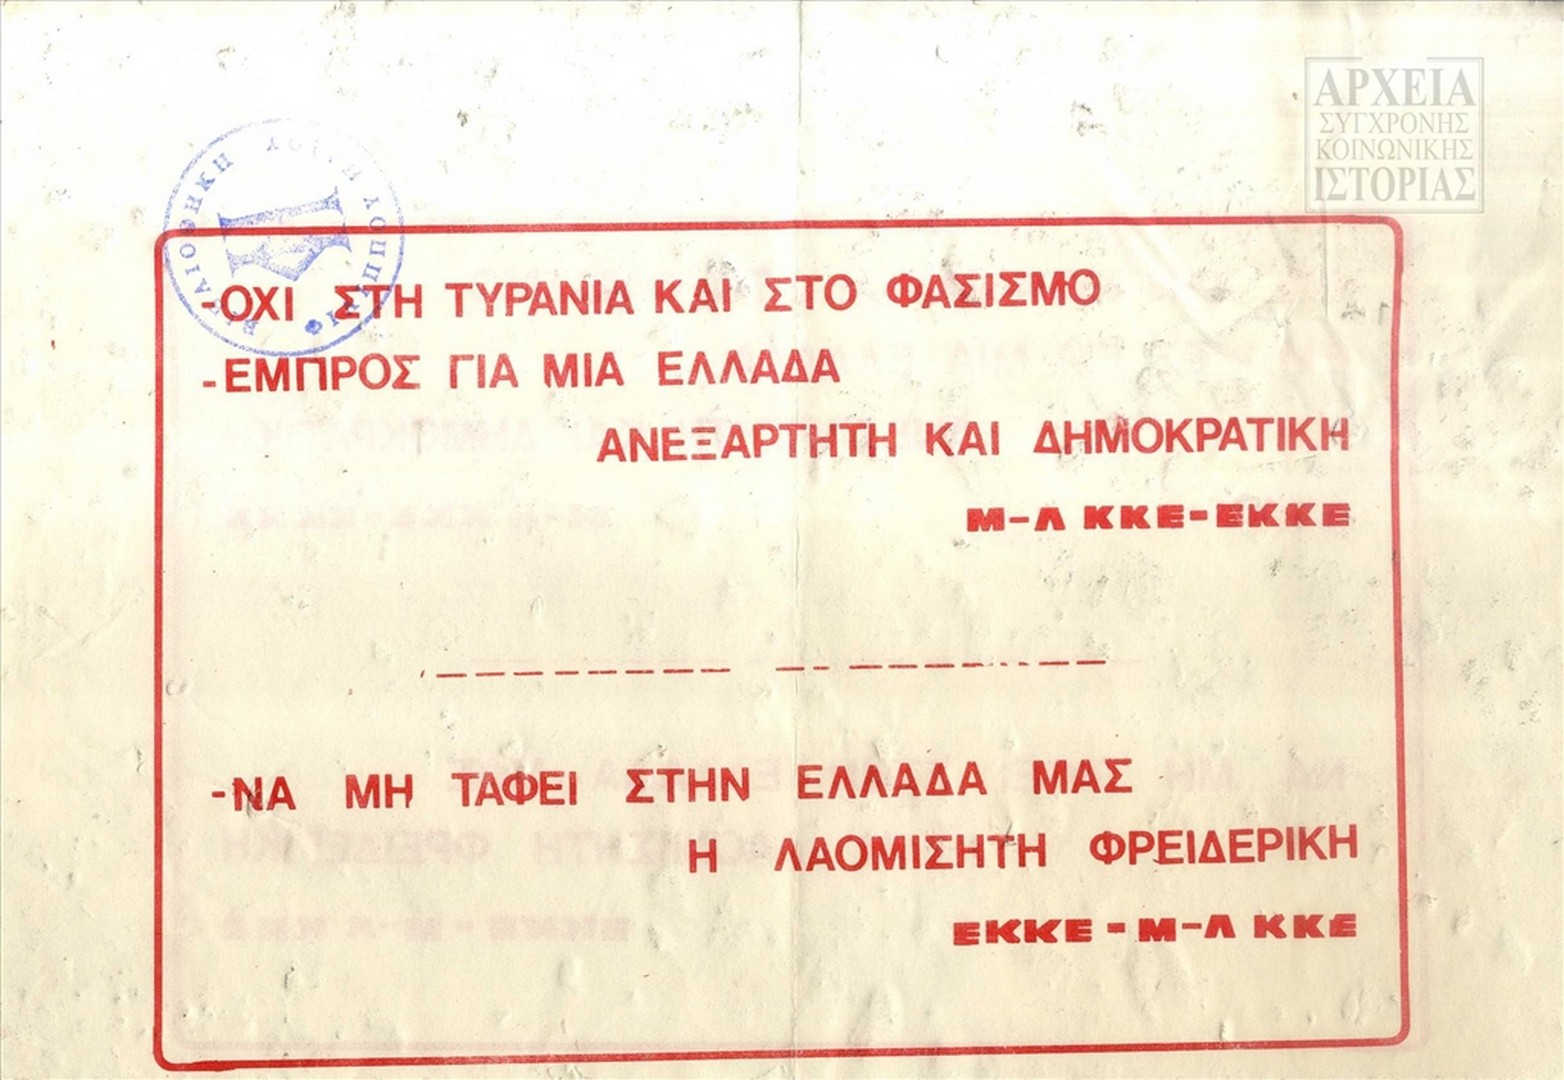 ΑΡΧΕΙΑ
ΣΥΓΧΡΟΝΗΣ
ΚΟΙΝΩΝΙΚΗΣ
ΙΣΤΟΡΙΑΣ
-ΟΧΙ ΣΤΗ ΤΥΡΑΝΙΑ ΚΑΙ ΣΤΟ ΦΑΣΙΣΜΟ
-ΕΜΠΡΟΣ ΓΙΑ ΜΙΑ ΕΛΛΑΔΑ
ΑΝΕΞΑΡΤΗΤΗ ΚΑΙ ΔΗΜΟΚΡΑΤΙΚΗ
Μ-Λ ΚΚΕ-ΕΚΚΕ
-ΝΑ ΜΗ ΤΑΦΕΙ ΣΤΗΝ ΕΛΛΑΔΑ ΜΑΣ
Η ΛΑΟΜΙΣΗΤΗ ΦΡΕΙΔΕΡΙΚΗ
ΕΚΚΕ - Μ-Λ ΚΚΕ